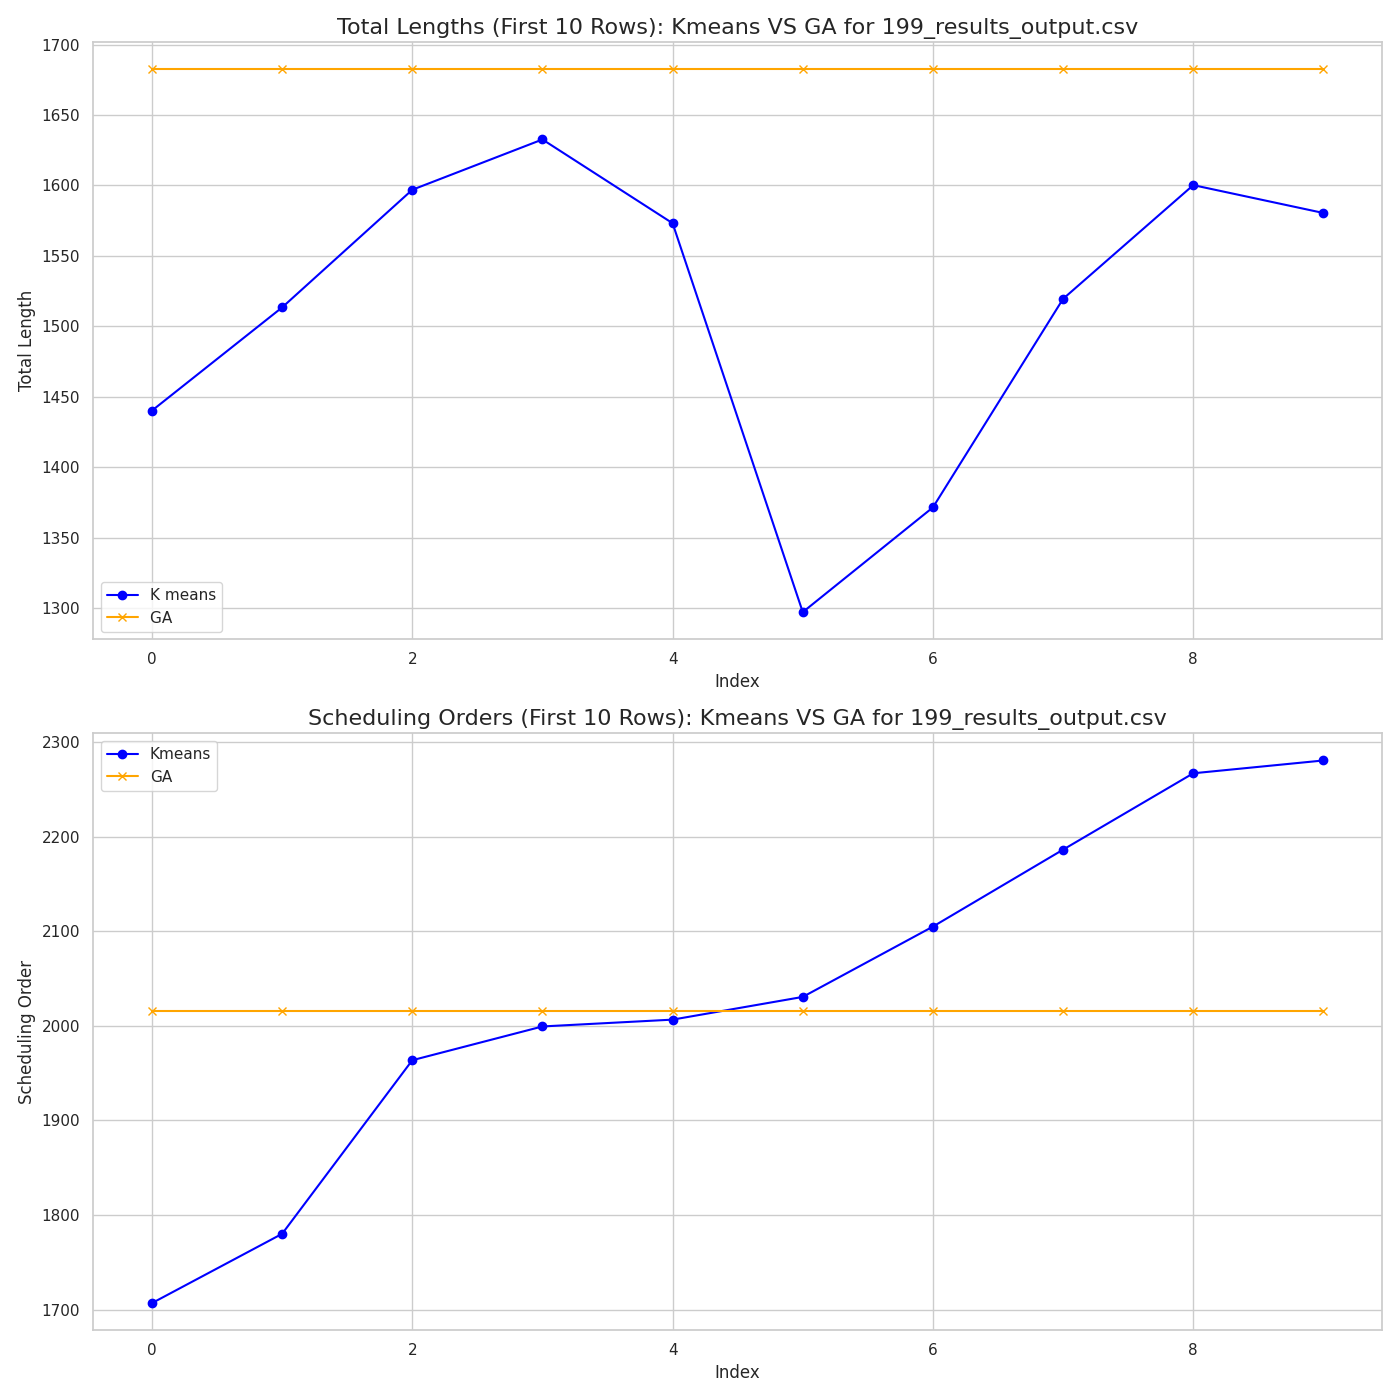 Total Lengths (First 10 Rows): Kmeans VS GA for 199_results_output.csv
1700
1650
1600
1550
1500
1450
1400
1350
1300
Total Length
K means
GA
0 2 4 6 8
Index
Scheduling Orders (First 10 Rows): Kmeans VS GA for 199_results_output.csv
2300
2200
2100
2000
1900
1800
1700
Scheduling Order
Kmeans
GA
0 2 4 6 8
Index